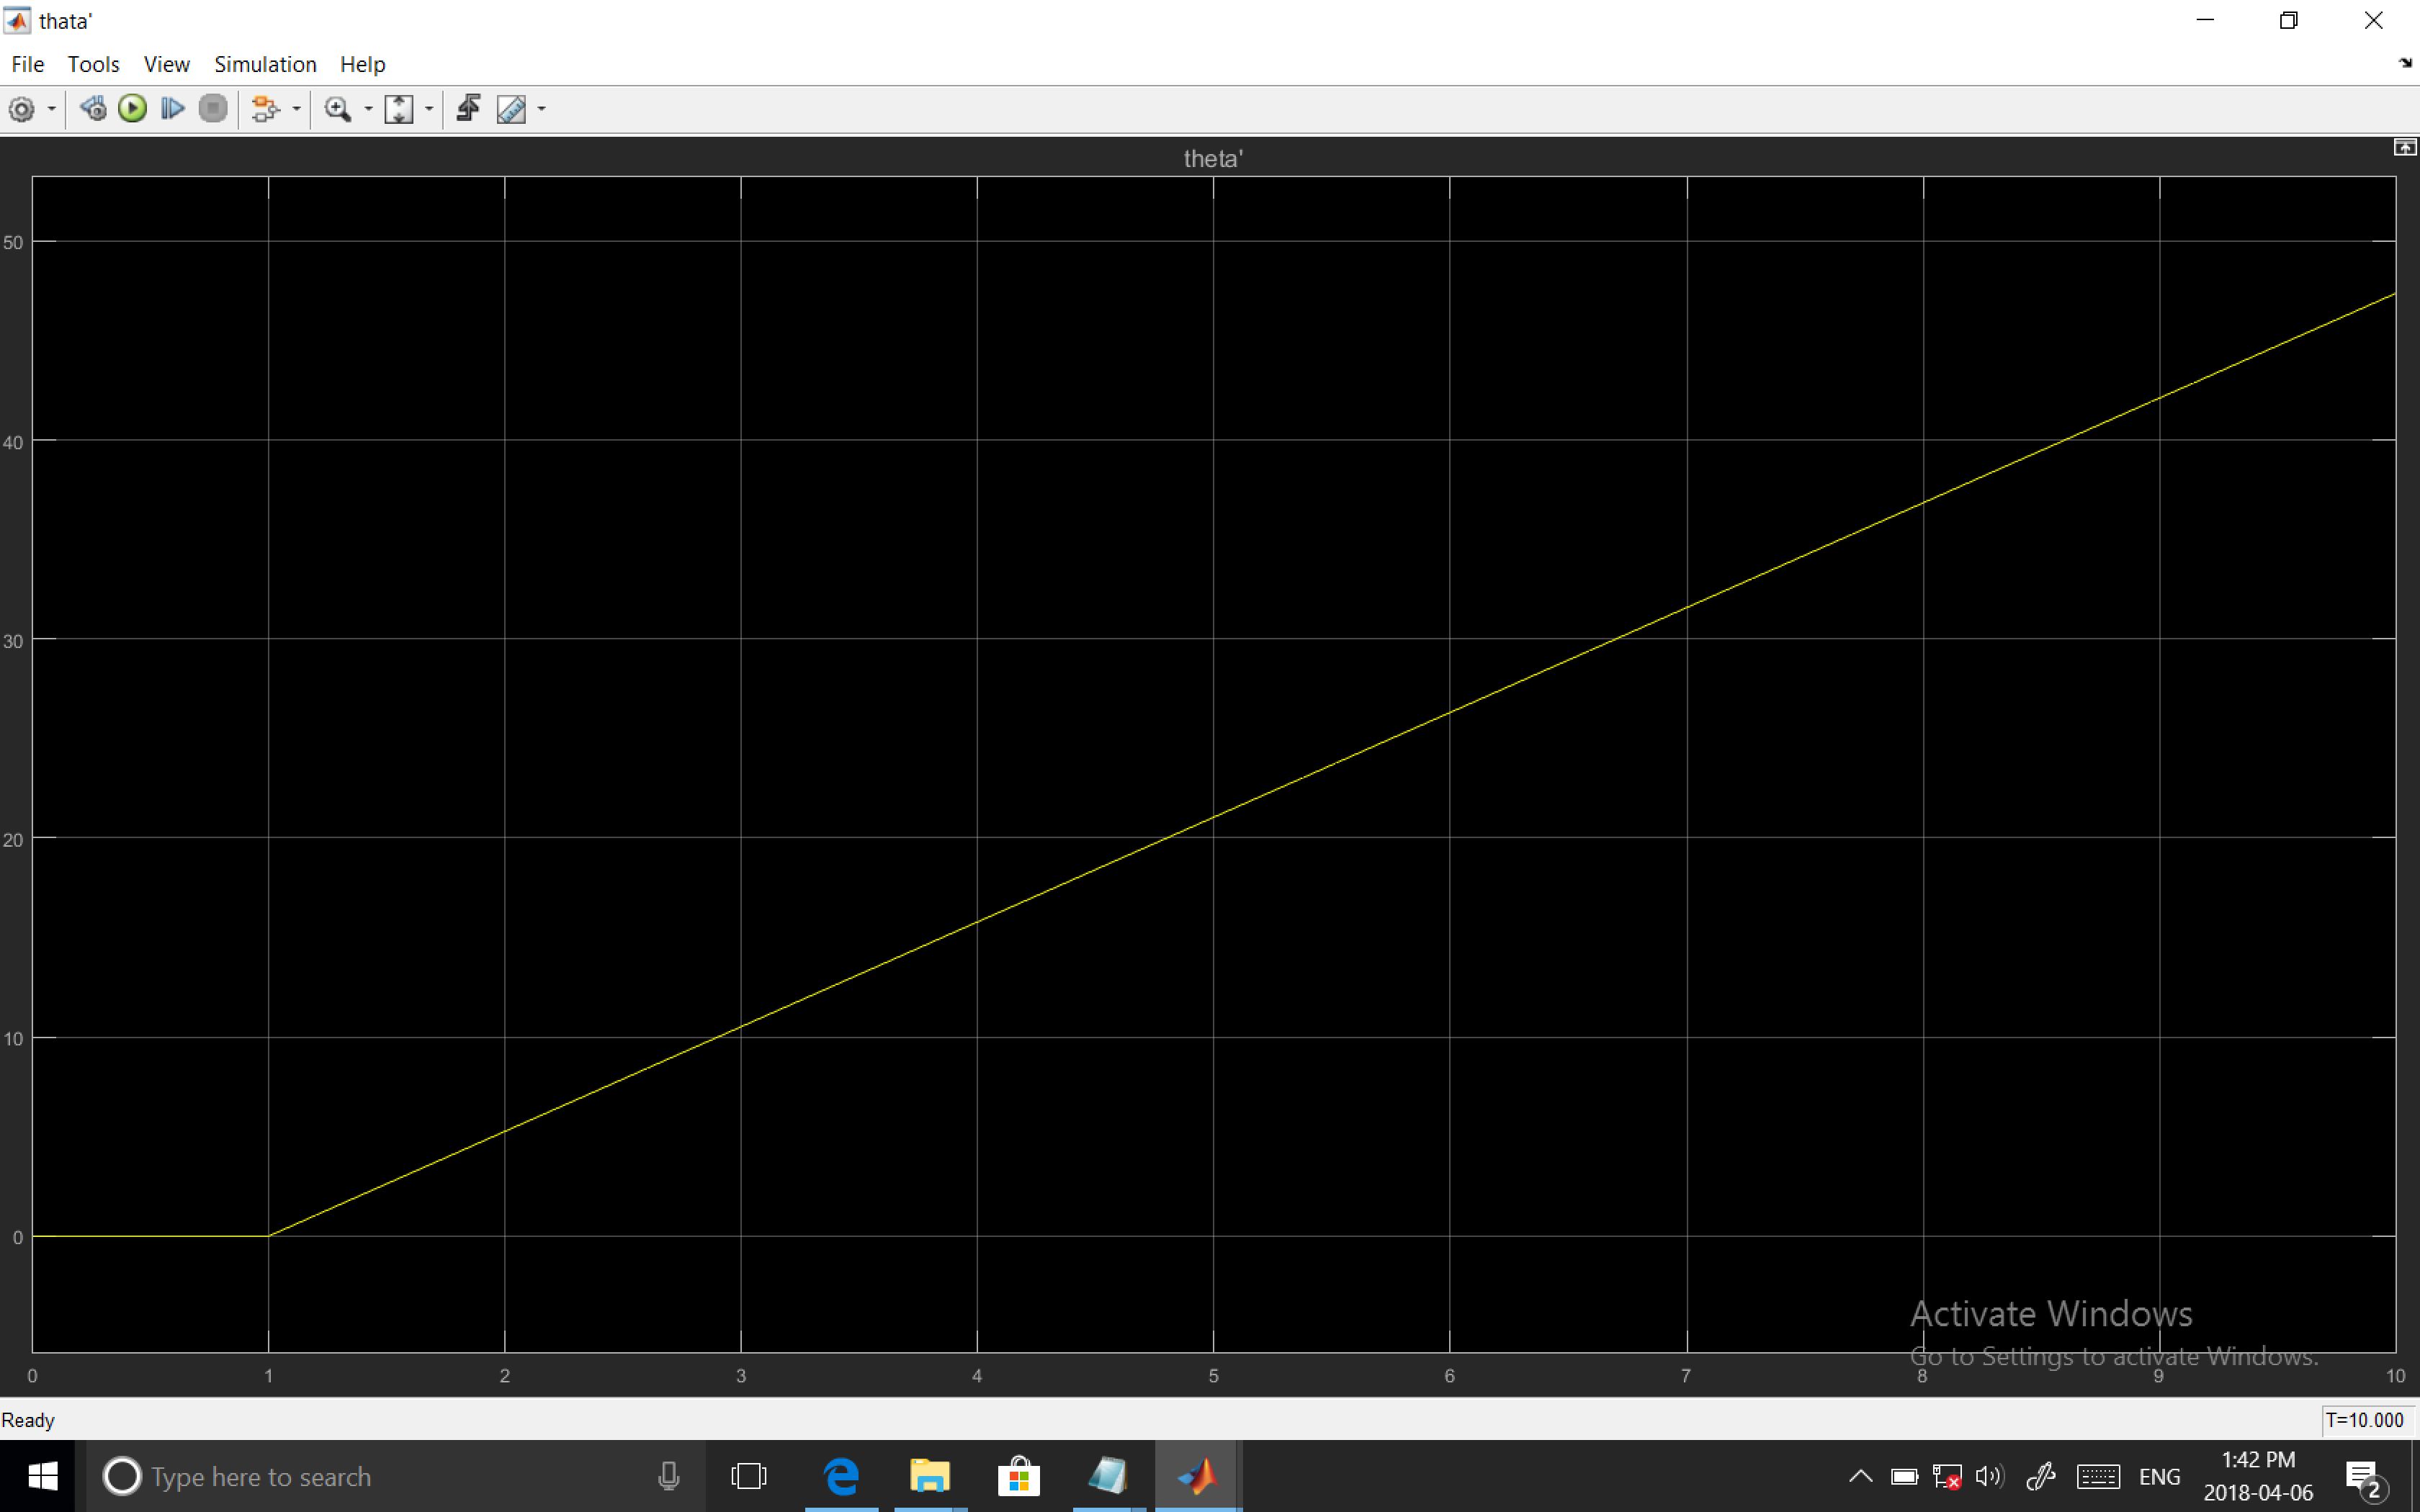 thata'
File Tools View Simulation Help
theta'
50
40
30
20
10
0
0 1 2 3 4 5 6 7 8 9 10
Activate Windows
Go to Settings to activate Windows.
Ready
T=10.000
Type here to search
ENG
1:42 PM
2018-04-06
2